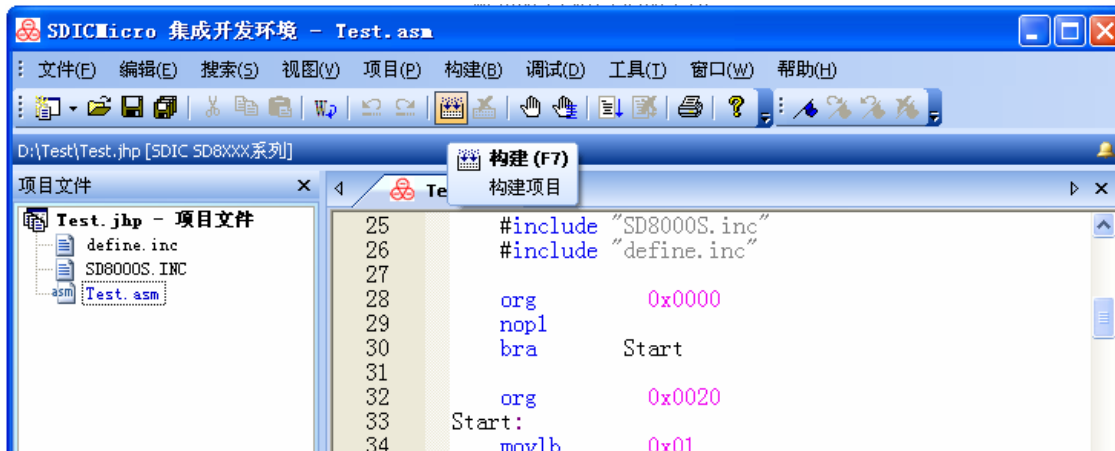 SDICMicro 集成开发环境 - Test.asm
文件(F) 编辑(E) 搜索(S) 视图(V) 项目(P) 构建(B) 调试(D) 工具(T) 窗口(W) 帮助(H)
D:\Test\Test.jhp [SDIC SD8XXX系列]
构建 (F7)
构建项目
项目文件
Test.jhp - 项目文件
define.inc
SD8000S.INC
asm Test.asm
25 #include "SD8000S.inc"
26 #include "define.inc"
27
28 org 0x0000
29 nopl
30 bra Start
31
32 org 0x0020
33 Start:
34 movlb 0x01